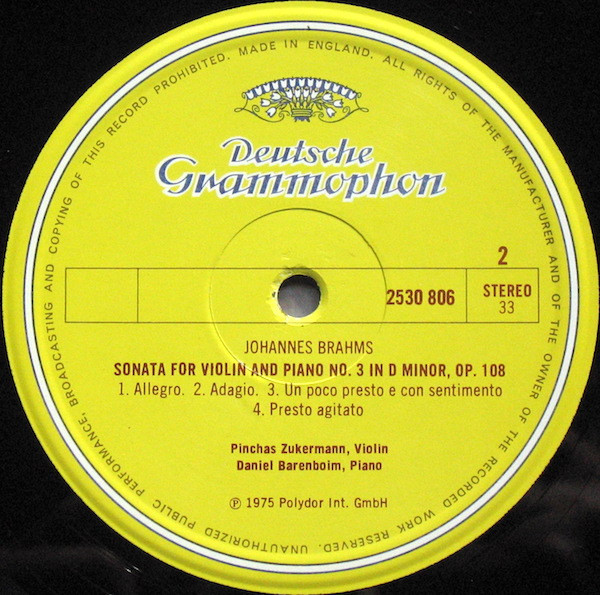 UNAUTHORIZED PUBLIC PERFORMANCE, BROADCASTING AND COPYING OF THIS RECORD PROHIBITED. MADE IN ENGLAND. ALL RIGHTS OF THE MANUFACTURER AND OF THE OWNER OF THE RECORDED WORK RESERVED.
Deutsche
Grammophon
2
2530 806
STEREO
33
JOHANNES BRAHMS
SONATA FOR VIOLIN AND PIANO NO. 3 IN D MINOR, OP. 108
1. Allegro. 2. Adagio. 3. Un poco presto e con sentimento
4. Presto agitato
Pinchas Zukermann, Violin
Daniel Barenboim, Piano
℗ 1975 Polydor Int. GmbH